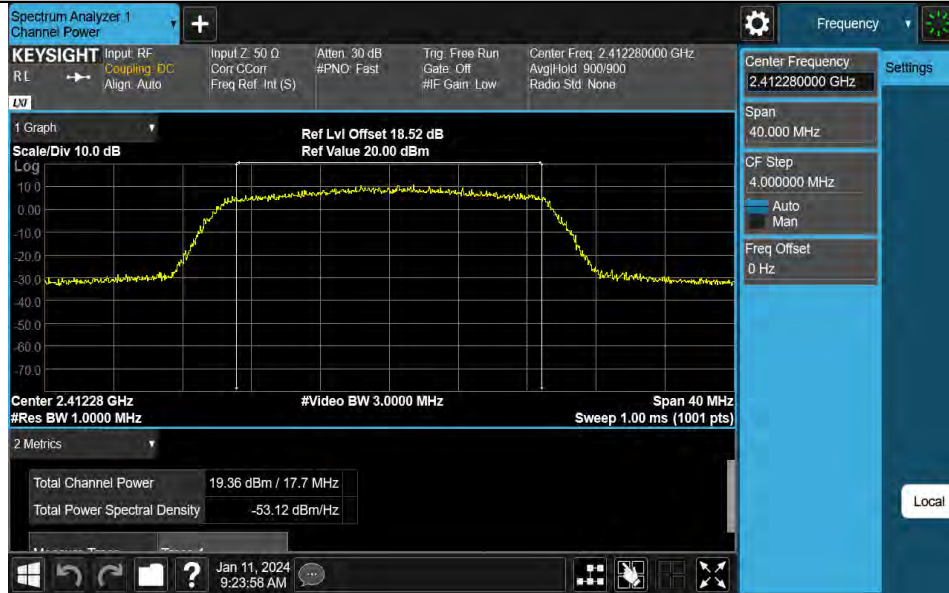 Spectrum Analyzer 1
Channel Power
+
Frequency
KEYSIGHT
Input: RF
Coupling: DC
Align: Auto
Input Z: 50 Ω
Corr CCorr
Freq Ref: Int (S)
Atten: 30 dB
#PNO: Fast
Trig: Free Run
Gate: Off
#IF Gain: Low
Center Freq: 2.412280000 GHz
Avg|Hold: 900/900
Radio Std: None
LXI
Center Frequency
2.412280000 GHz
Settings
Span
40.000 MHz
CF Step
4.000000 MHz
Auto
Man
Freq Offset
0 Hz
Local
1 Graph
Scale/Div 10.0 dB
Ref Lvl Offset 18.52 dB
Ref Value 20.00 dBm
Log
10.0
0.00
-10.0
-20.0
-30.0
-40.0
-50.0
-60.0
-70.0
Center 2.41228 GHz
#Res BW 1.0000 MHz
#Video BW 3.0000 MHz
Span 40 MHz
Sweep 1.00 ms (1001 pts)
2 Metrics
Total Channel Power 19.36 dBm / 17.7 MHz
Total Power Spectral Density -53.12 dBm/Hz
?
Jan 11, 2024
9:23:58 AM